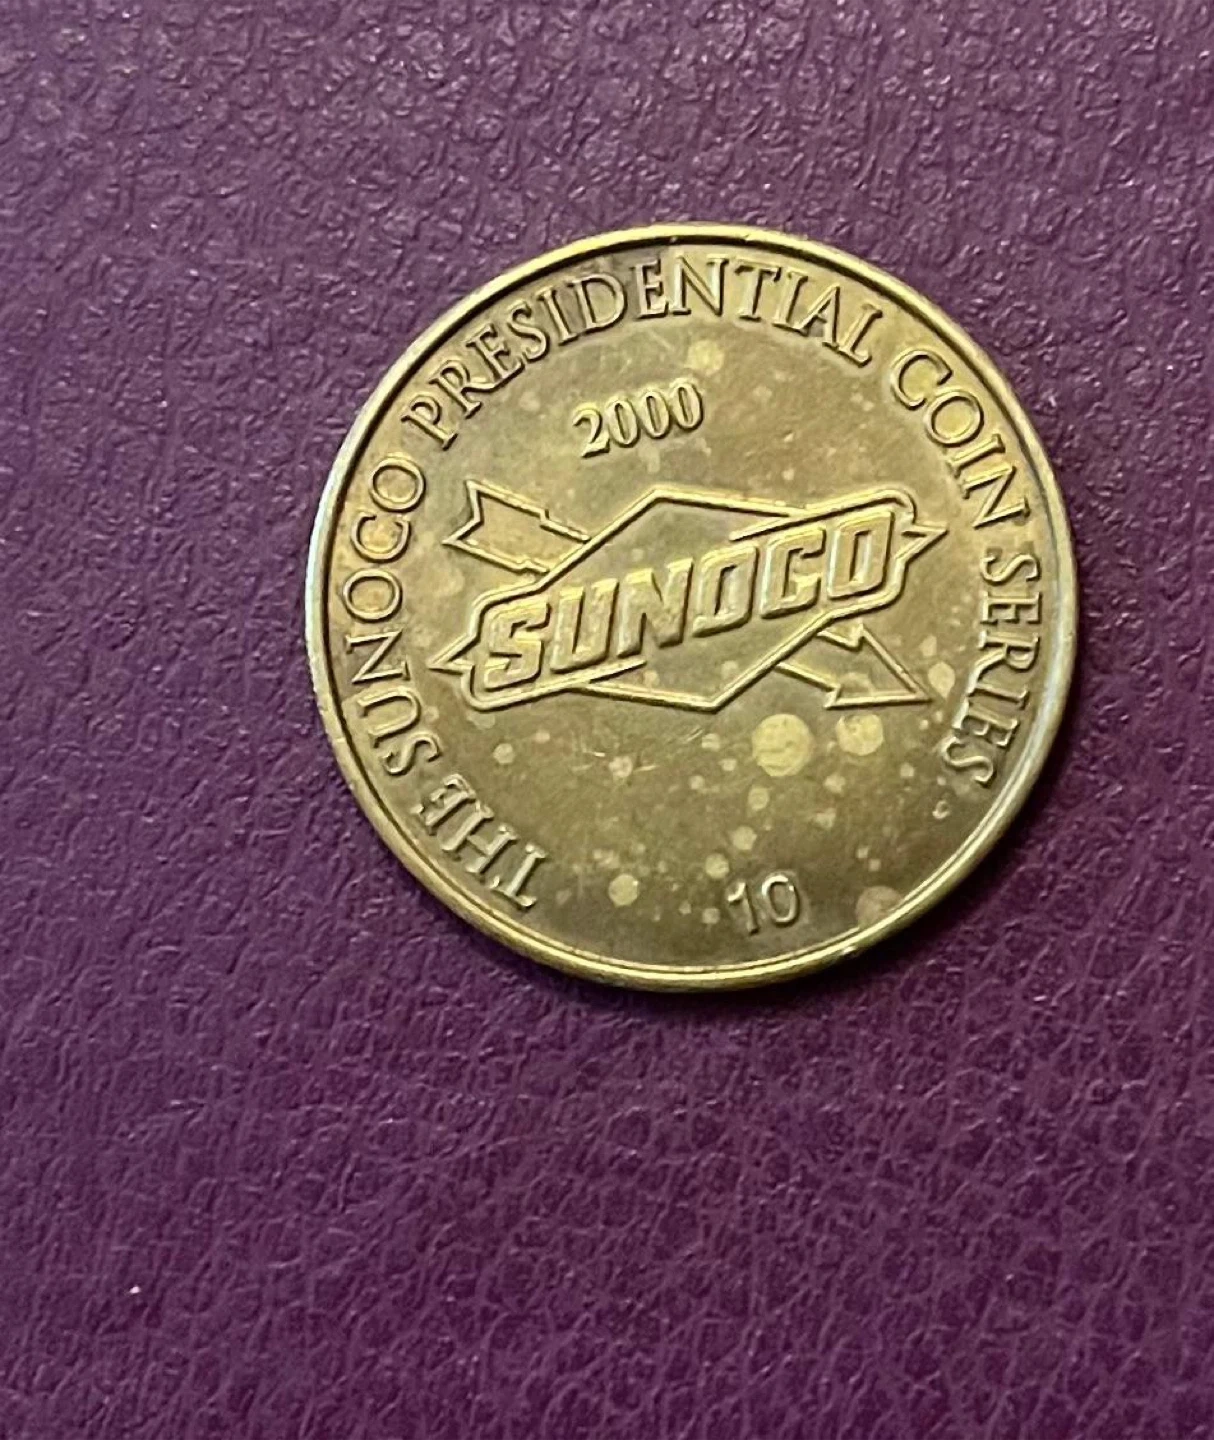 THE SUNOCO PRESIDENTIAL COIN SERIES
2000
SUNOCO
10